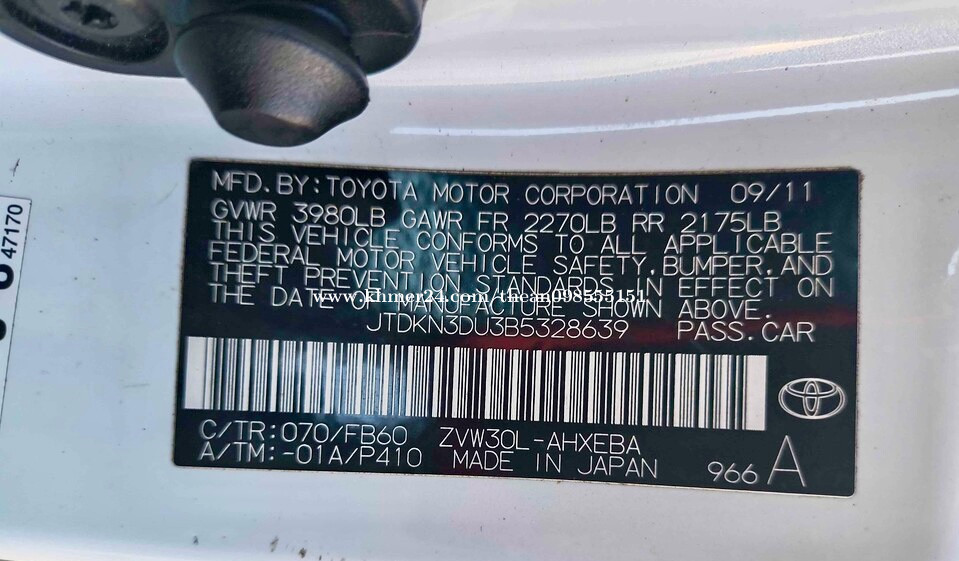 MFD.BY:TOYOTA MOTOR CORPORATION 09/11
GVWR 3980LB GAWR FR 2270LB RR 2175LB
THIS VEHICLE CONFORMS TO ALL APPLICABLE
FEDERAL MOTOR VEHICLE SAFETY,BUMPER,AND
THEFT PREVENTION STANDARDS IN EFFECT ON
THE DATE OF MANUFACTURE SHOWN ABOVE.
www.khmer24.com/thean098555151
JTDKN3DU3B5328639 PASS.CAR
C/TR:070/FB60 ZVW30L-AHXEBA
A/TM:-01A/P410 MADE IN JAPAN 966 A
47170